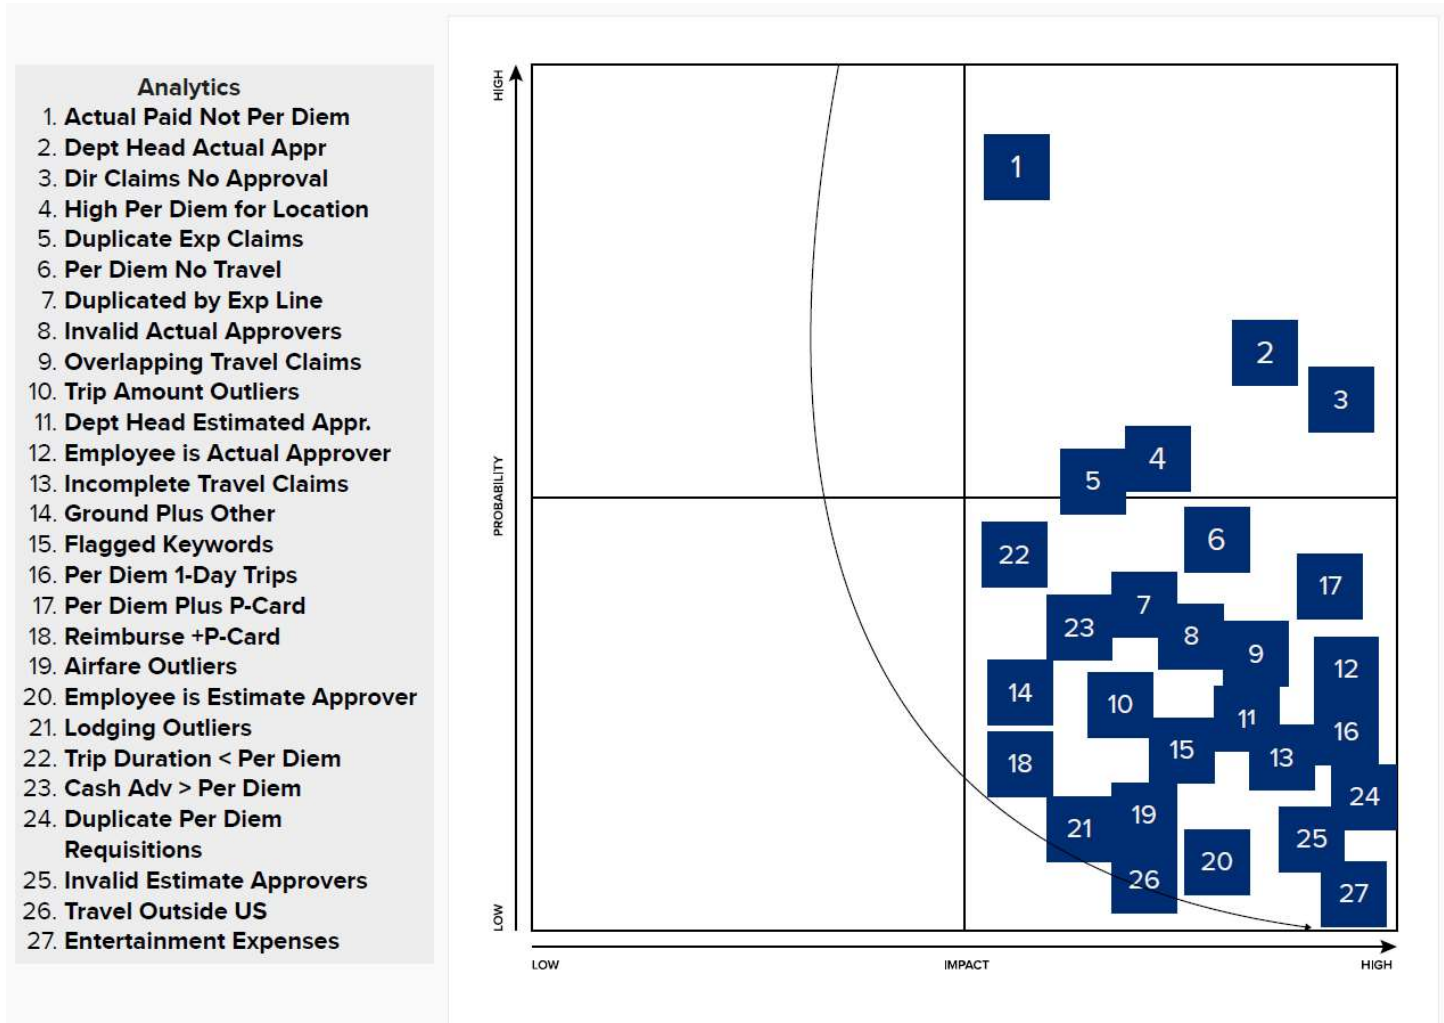 Analytics
1. Actual Paid Not Per Diem
2. Dept Head Actual Appr
3. Dir Claims No Approval
4. High Per Diem for Location
5. Duplicate Exp Claims
6. Per Diem No Travel
7. Duplicated by Exp Line
8. Invalid Actual Approvers
9. Overlapping Travel Claims
10. Trip Amount Outliers
11. Dept Head Estimated Appr.
12. Employee is Actual Approver
13. Incomplete Travel Claims
14. Ground Plus Other
15. Flagged Keywords
16. Per Diem 1-Day Trips
17. Per Diem Plus P-Card
18. Reimburse +P-Card
19. Airfare Outliers
20. Employee is Estimate Approver
21. Lodging Outliers
22. Trip Duration < Per Diem
23. Cash Adv > Per Diem
24. Duplicate Per Diem
Requisitions
25. Invalid Estimate Approvers
26. Travel Outside US
27. Entertainment Expenses
HIGH
PROBABILITY
LOW
1
2
3
4
5
6
22
17
7
23
8
9
12
14
10
11
16
15
13
18
24
19
21
25
20
26
27
LOW
IMPACT
HIGH